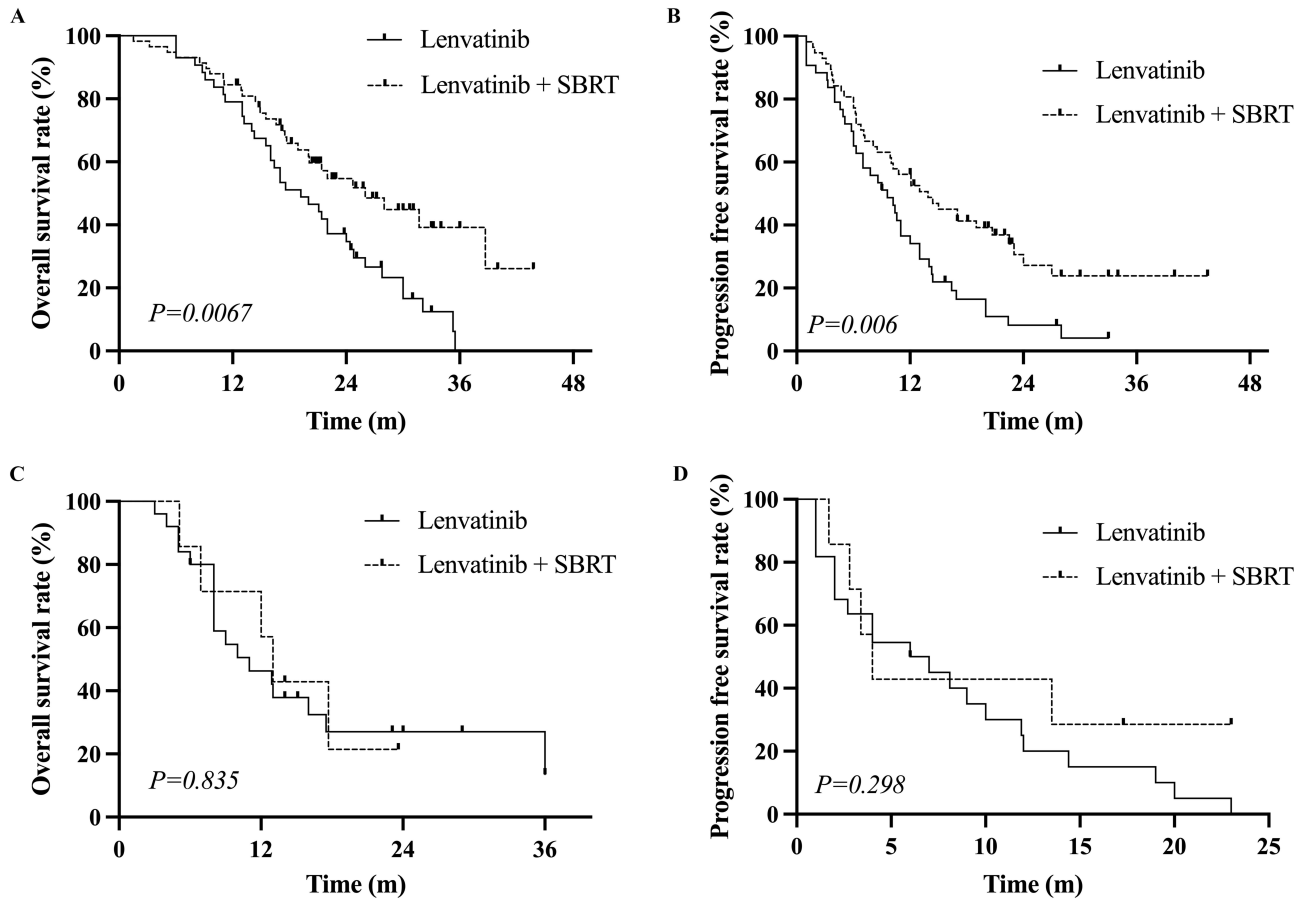 A
Overall survival rate (%)
100
80
60
40
20
0
0 12 24 36 48
Time (m)
Lenvatinib
Lenvatinib + SBRT
P=0.0067
B
Progression free survival rate (%)
100
80
60
40
20
0
0 12 24 36 48
Time (m)
Lenvatinib
Lenvatinib + SBRT
P=0.006
C
Overall survival rate (%)
100
80
60
40
20
0
0 12 24 36
Time (m)
Lenvatinib
Lenvatinib + SBRT
P=0.835
D
Progression free survival rate (%)
100
80
60
40
20
0
0 5 10 15 20 25
Time (m)
Lenvatinib
Lenvatinib + SBRT
P=0.298